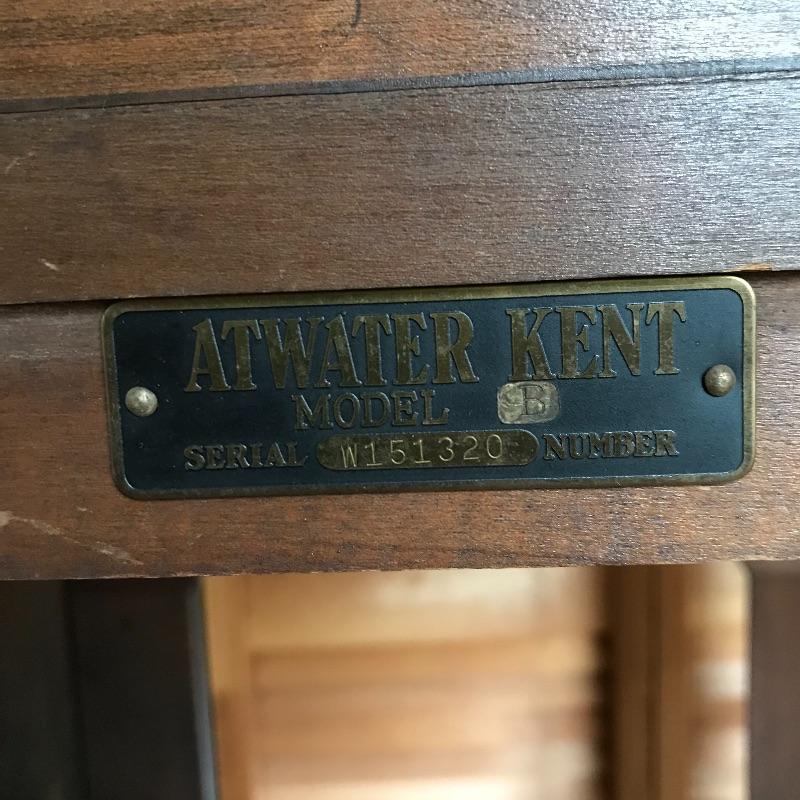 ATWATER KENT
MODEL B
SERIAL W151320 NUMBER